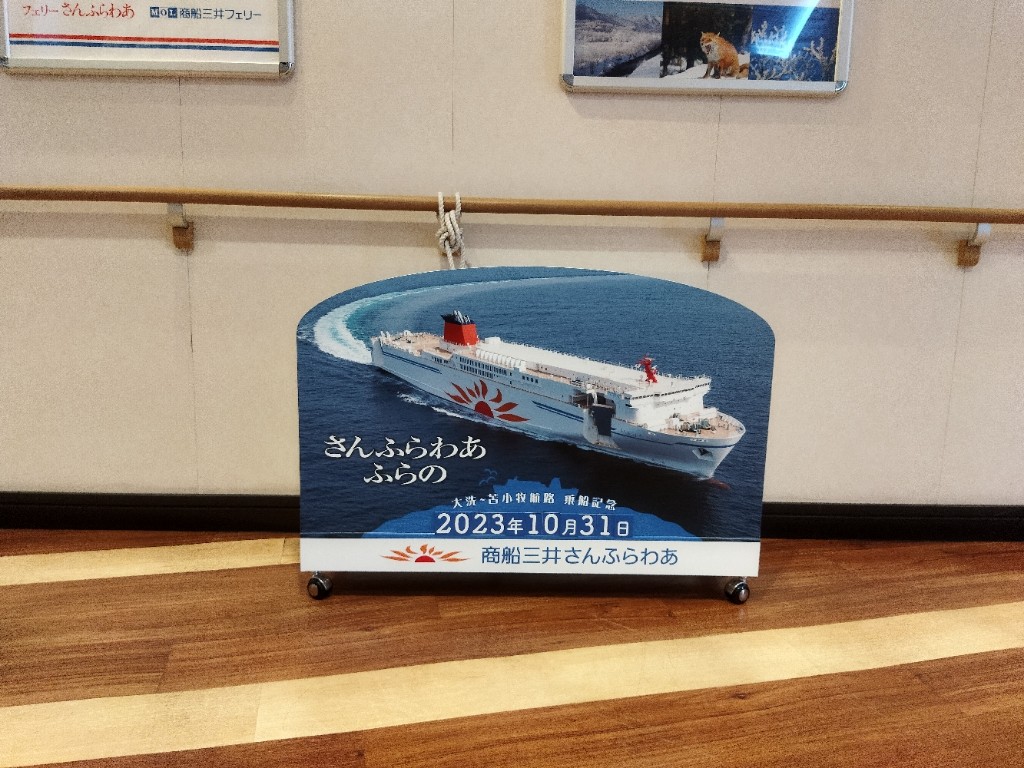 フェリーさんふらわあ MOL 商船三井フェリー
さんふらわあ
ふらの
大洗~苫小牧航路 乗船記念
2023年10月31日
商船三井さんふらわあ